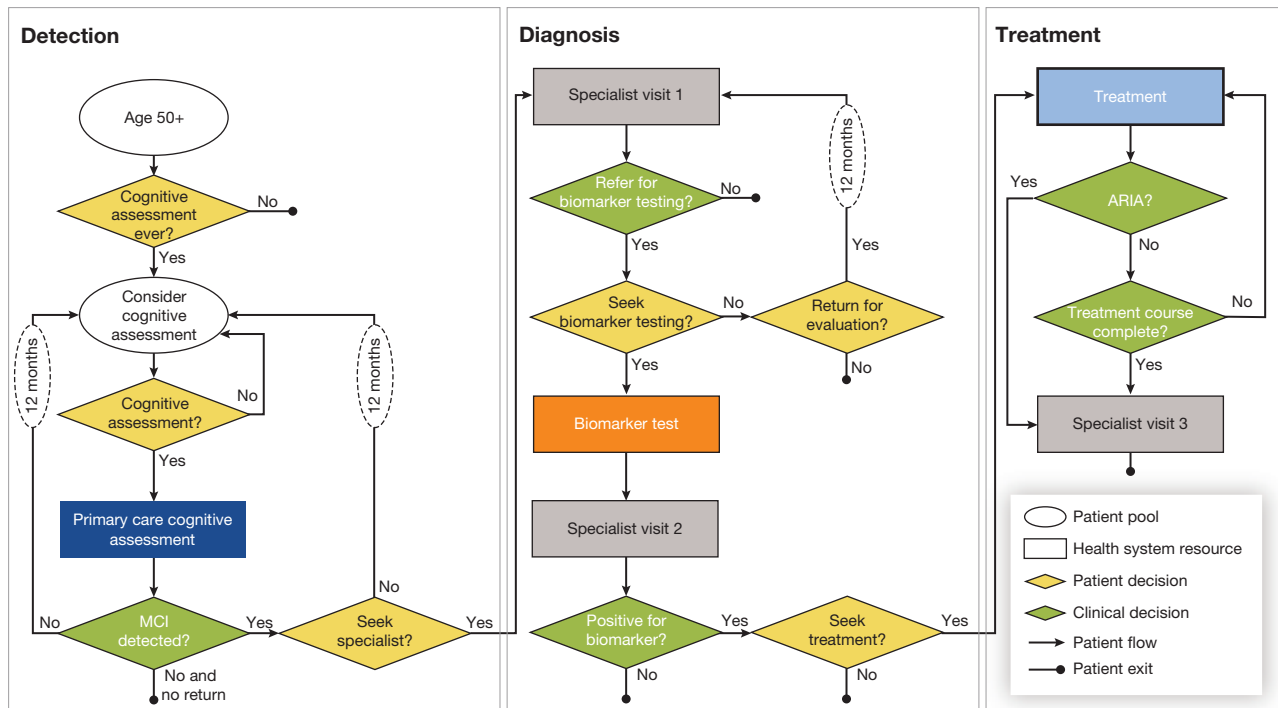 Detection
Age 50+
Cognitive
assessment
ever?
No
Yes
Consider
cognitive
assessment
12 months
12 months
Cognitive
assessment?
No
Yes
Primary care cognitive
assessment
MCI
detected?
No
Yes
No and
no return
Seek
specialist?
No
Yes
Diagnosis
Specialist visit 1
12 months
Refer for
biomarker testing?
No
Yes
Seek
biomarker testing?
No
Yes
Return for
evaluation?
Yes
No
Biomarker test
Specialist visit 2
Positive for
biomarker?
Yes
No
Seek
treatment?
Yes
No
Treatment
Treatment
ARIA?
Yes
No
Treatment course
complete?
No
Yes
Specialist visit 3
Patient pool
Health system resource
Patient decision
Clinical decision
Patient flow
Patient exit